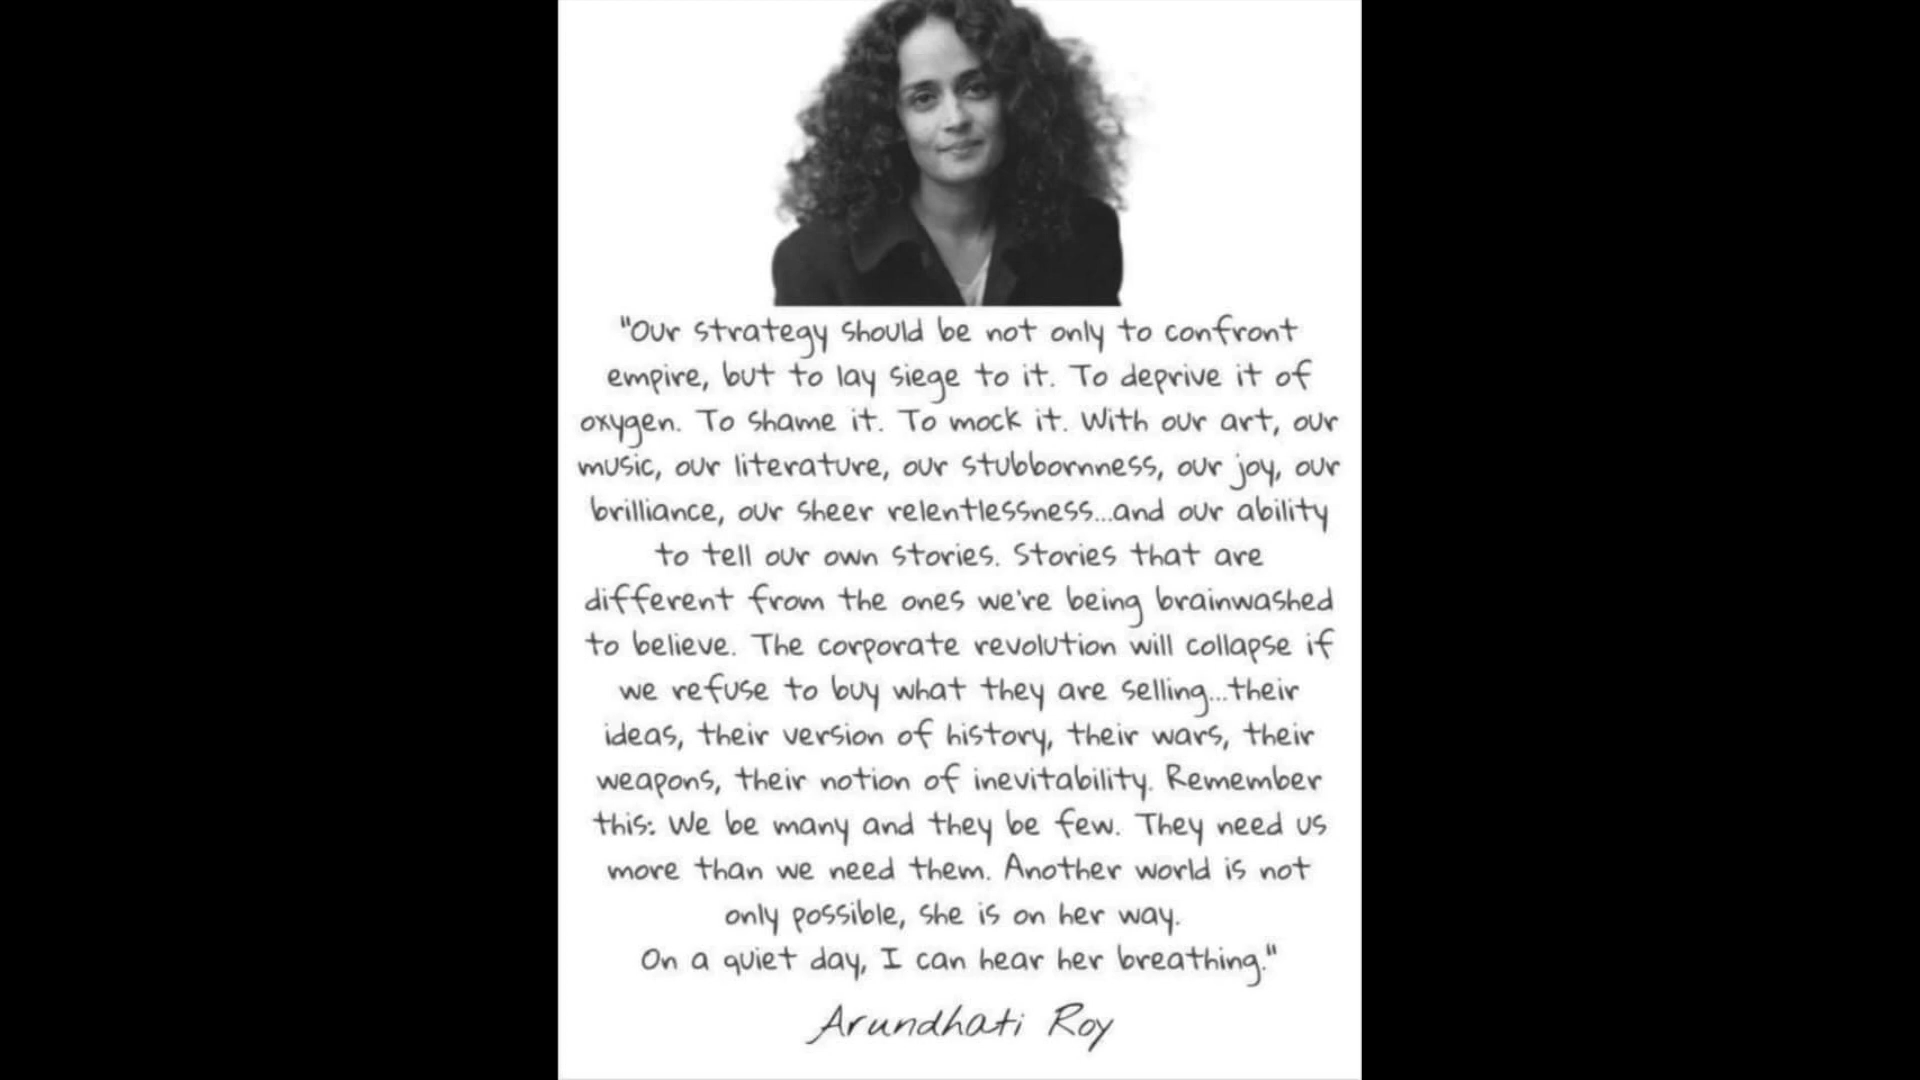 "Our strategy should be not only to confront
empire, but to lay siege to it. To deprive it of
oxygen. To shame it. To mock it. With our art, our
music, our literature, our stubbornness, our joy, our
brilliance, our sheer relentlessness...and our ability
to tell our own stories. Stories that are
different from the ones we're being brainwashed
to believe. The corporate revolution will collapse if
we refuse to buy what they are selling...their
ideas, their version of history, their wars, their
weapons, their notion of inevitability. Remember
this: We be many and they be few. They need us
more than we need them. Another world is not
only possible, she is on her way.
On a quiet day, I can hear her breathing."
Arundhati Roy